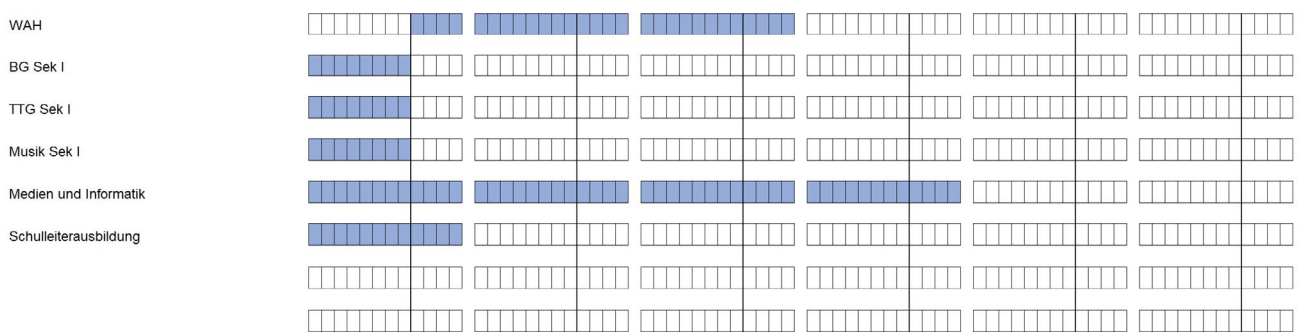 WAH
BG Sek I
TTG Sek I
Musik Sek I
Medien und Informatik
Schulleiterausbildung